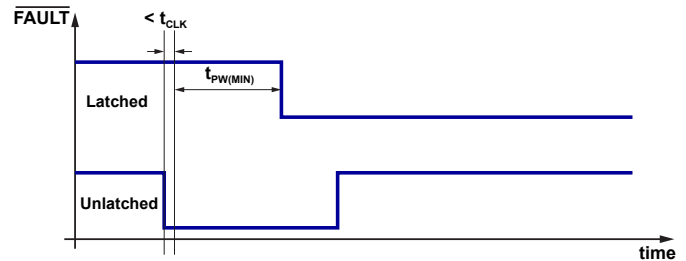 FAULT
< tCLK
tPW(MIN)
Latched
Unlatched
time